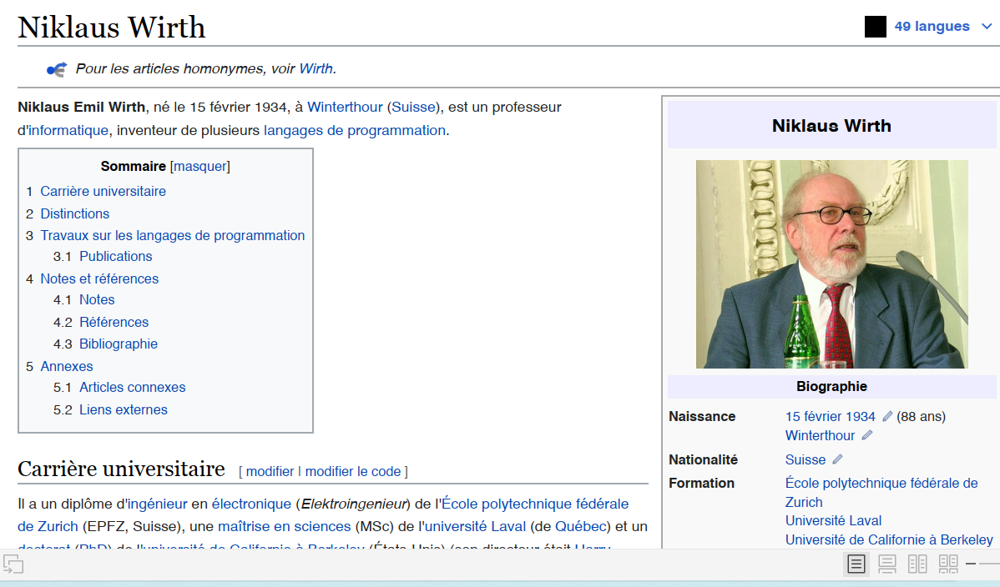 Niklaus Wirth
49 langues
Pour les articles homonymes, voir Wirth.
Niklaus Emil Wirth, né le 15 février 1934, à Winterthour (Suisse), est un professeur
d'informatique, inventeur de plusieurs langages de programmation.
Sommaire [masquer]
1 Carrière universitaire
2 Distinctions
3 Travaux sur les langages de programmation
3.1 Publications
4 Notes et références
4.1 Notes
4.2 Références
4.3 Bibliographie
5 Annexes
5.1 Articles connexes
5.2 Liens externes
Carrière universitaire [ modifier | modifier le code ]
Il a un diplôme d'ingénieur en électronique (Elektroingenieur) de l'École polytechnique fédérale
de Zurich (EPFZ, Suisse), une maîtrise en sciences (MSc) de l'université Laval (de Québec) et un
doctorat (PhD) de l'université de Californie à Berkeley (États-Unis) (son directeur était Harry
Niklaus Wirth
Biographie
Naissance 15 février 1934 (88 ans)
Winterthour
Nationalité Suisse
Formation École polytechnique fédérale de
Zurich
Université Laval
Université de Californie à Berkeley